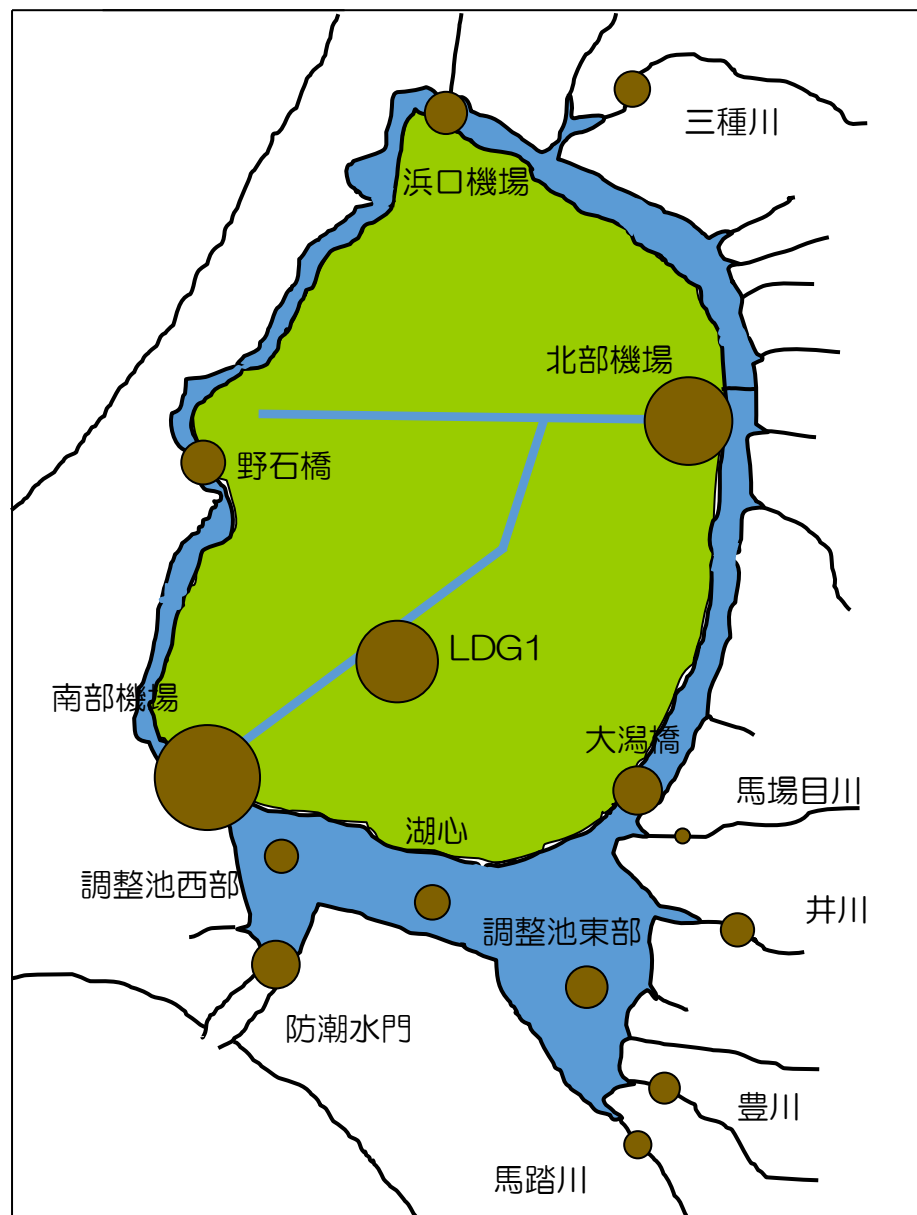 三種川
浜口機場
北部機場
野石橋
LDG1
南部機場
大潟橋
馬場目川
湖心
調整池西部
井川
調整池東部
防潮水門
豊川
馬踏川